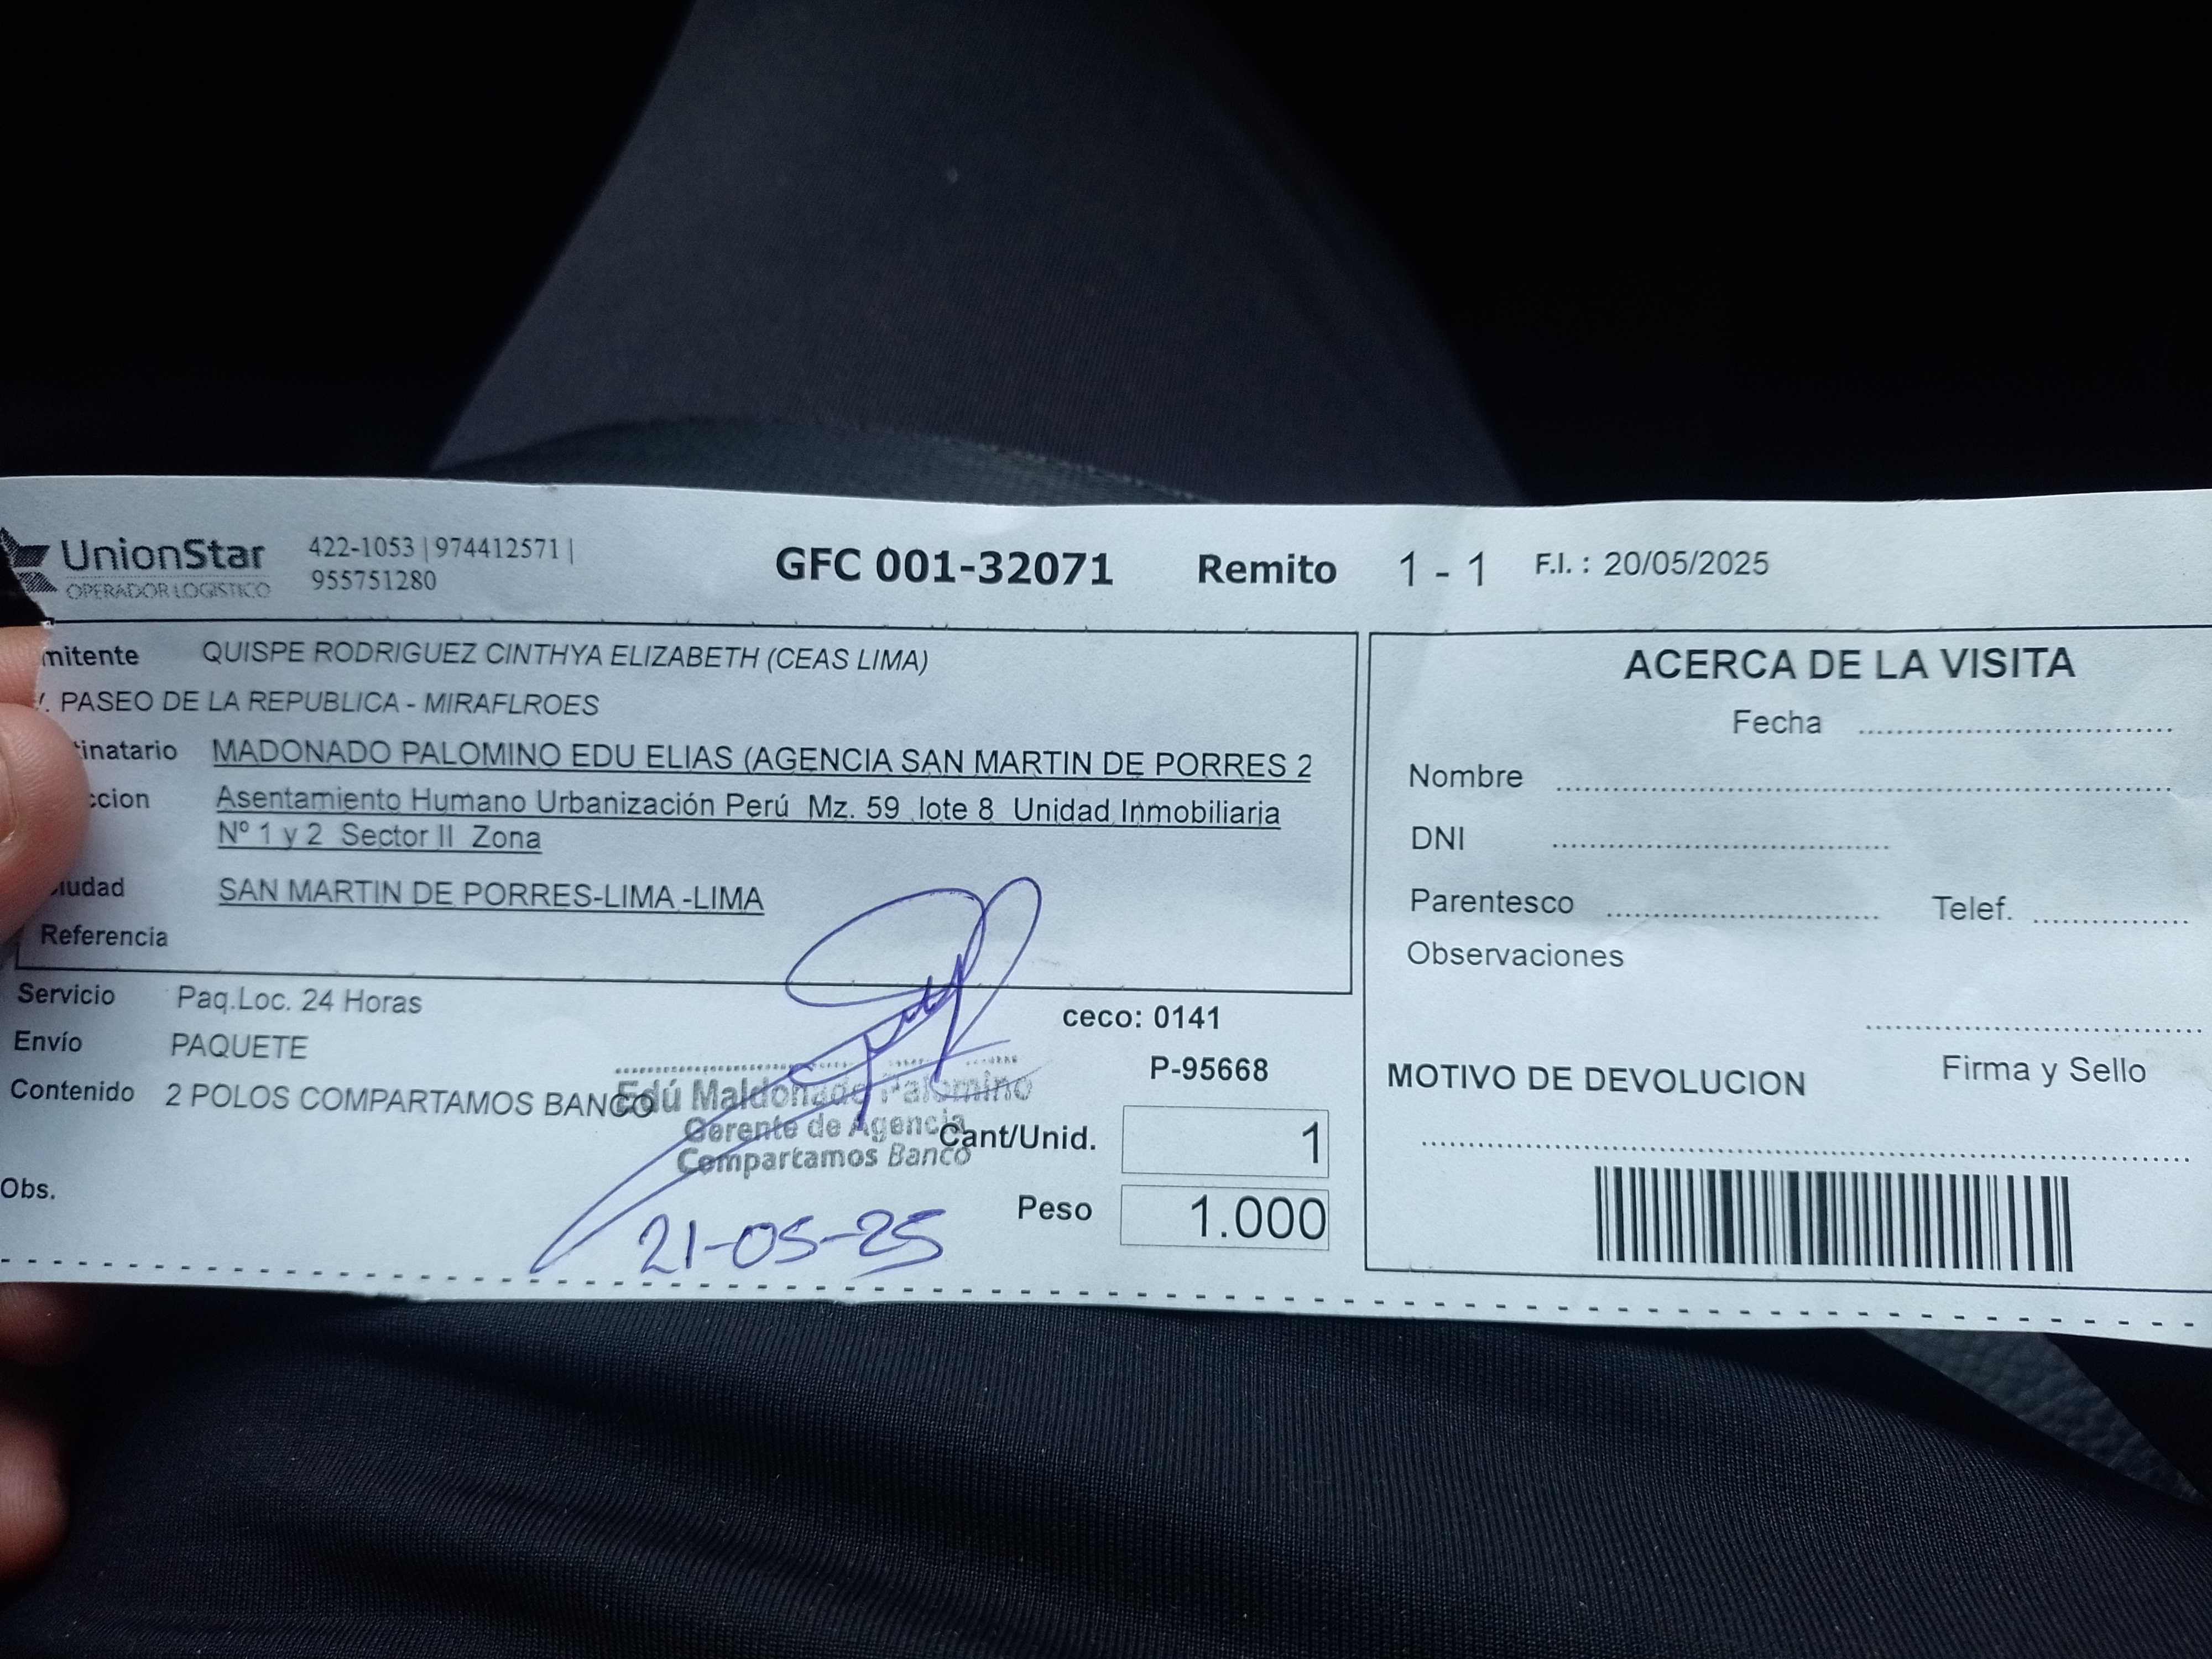 UnionStar
OPERADOR LOGISTICO
422-1053 | 974412571 |
955751280
GFC 001-32071 Remito 1 - 1 F.I. : 20/05/2025
mitente QUISPE RODRIGUEZ CINTHYA ELIZABETH (CEAS LIMA)
. PASEO DE LA REPUBLICA - MIRAFLROES
tinatario MADONADO PALOMINO EDU ELIAS (AGENCIA SAN MARTIN DE PORRES 2
ccion Asentamiento Humano Urbanización Perú Mz. 59 lote 8 Unidad Inmobiliaria
Nº 1 y 2 Sector II Zona
iudad SAN MARTIN DE PORRES-LIMA -LIMA
Referencia
Servicio Paq.Loc. 24 Horas
Envío PAQUETE
Contenido 2 POLOS COMPARTAMOS BANCO
Obs.
Edú Maldonado Palomino
Gerente de Agencia
Compartamos Banco
21-05-25
ceco: 0141
P-95668
Cant/Unid. 1
Peso 1.000
ACERCA DE LA VISITA
Fecha
Nombre
DNI
Parentesco Telef.
Observaciones
Firma y Sello
MOTIVO DE DEVOLUCION